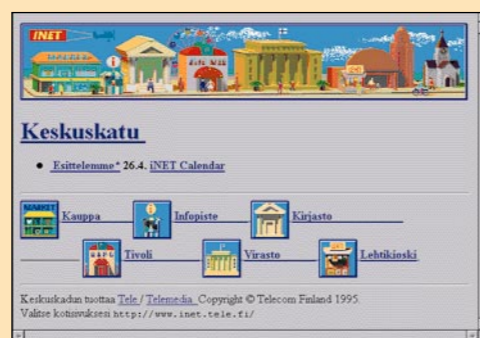 INET
Keskuskatu
Esittelemme* 26.4. iNET Calendar
MARKET Kauppa i Infopiste Kirjasto
Tivoli Virasto Lehtikioski
Keskuskadun tuottaa Tele / Telemedia Copyright © Telecom Finland 1995.
Valitse kotisivuksesi http://www.inet.tele.fi/